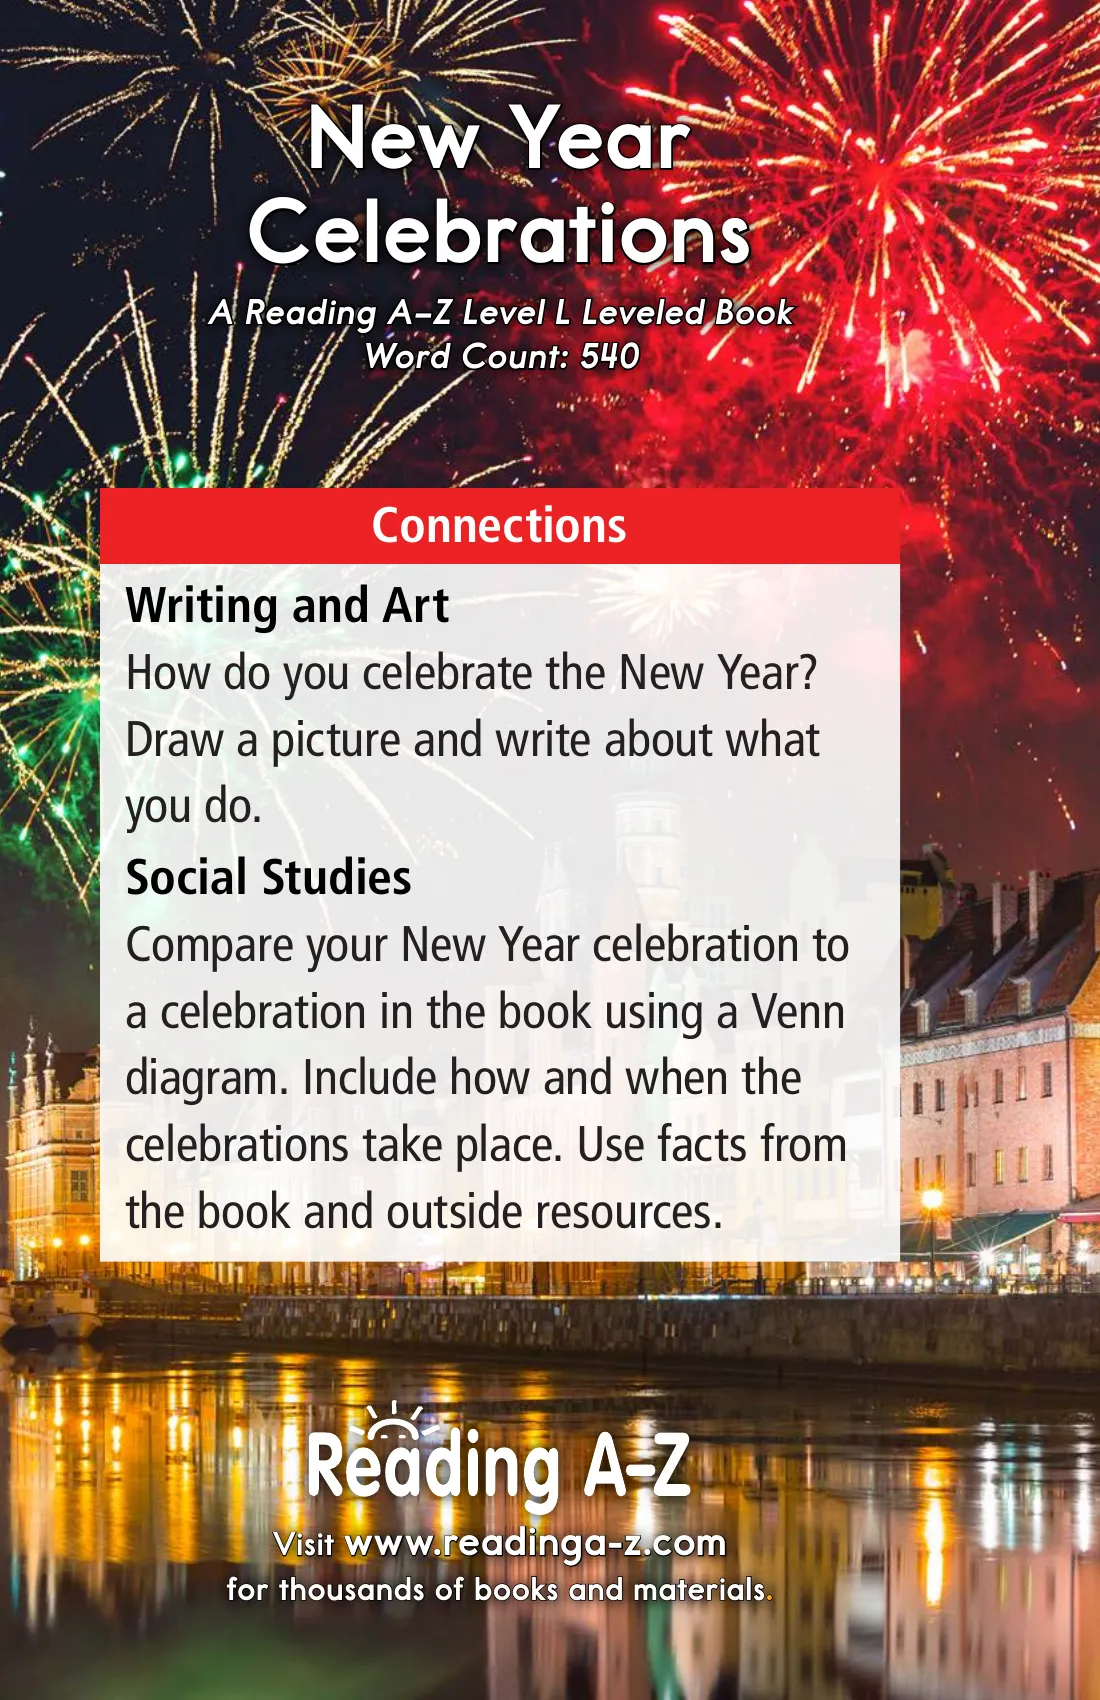 New Year
Celebrations
A Reading A–Z Level L Leveled Book
Word Count: 540
Connections
Writing and Art
How do you celebrate the New Year?
Draw a picture and write about what
you do.
Social Studies
Compare your New Year celebration to
a celebration in the book using a Venn
diagram. Include how and when the
celebrations take place. Use facts from
the book and outside resources.
Reading A–Z
Visit www.readinga-z.com
for thousands of books and materials.